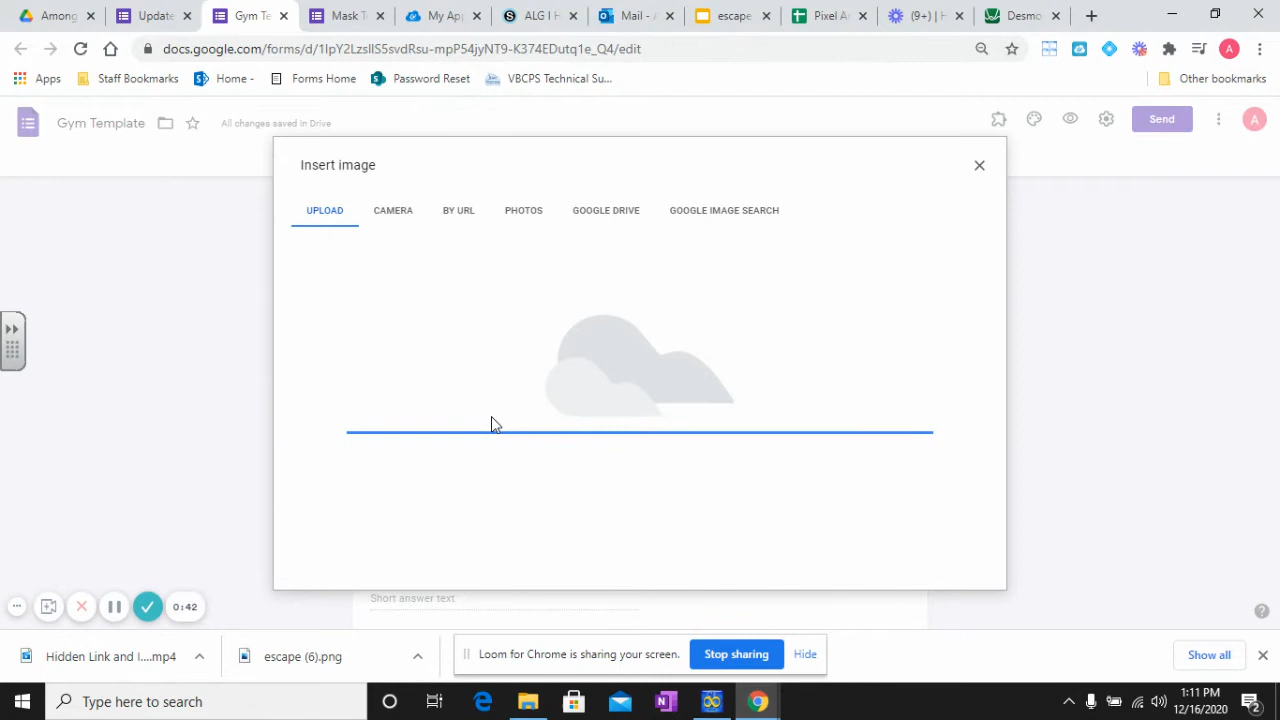 Among
Update
Gym Te
Mask T
My App
ALG I H
Mail -
escape
Pixel A
(9+) | H
Desmo
docs.google.com/forms/d/1IpY2LzsllS5svdRsu-mpP54jyNT9-K374EDutq1e_Q4/edit
Apps
Staff Bookmarks
Home -
Forms Home
Password Reset
VBCPS Technical Su...
Other bookmarks
Gym Template
All changes saved in Drive
Send
A
Insert image
UPLOAD
CAMERA
BY URL
PHOTOS
GOOGLE DRIVE
GOOGLE IMAGE SEARCH
Short answer text
0:42
Hidden Link and I....mp4
escape (6).png
Loom for Chrome is sharing your screen.
Stop sharing
Hide
Show all
Type here to search
1:11 PM
12/16/2020
2